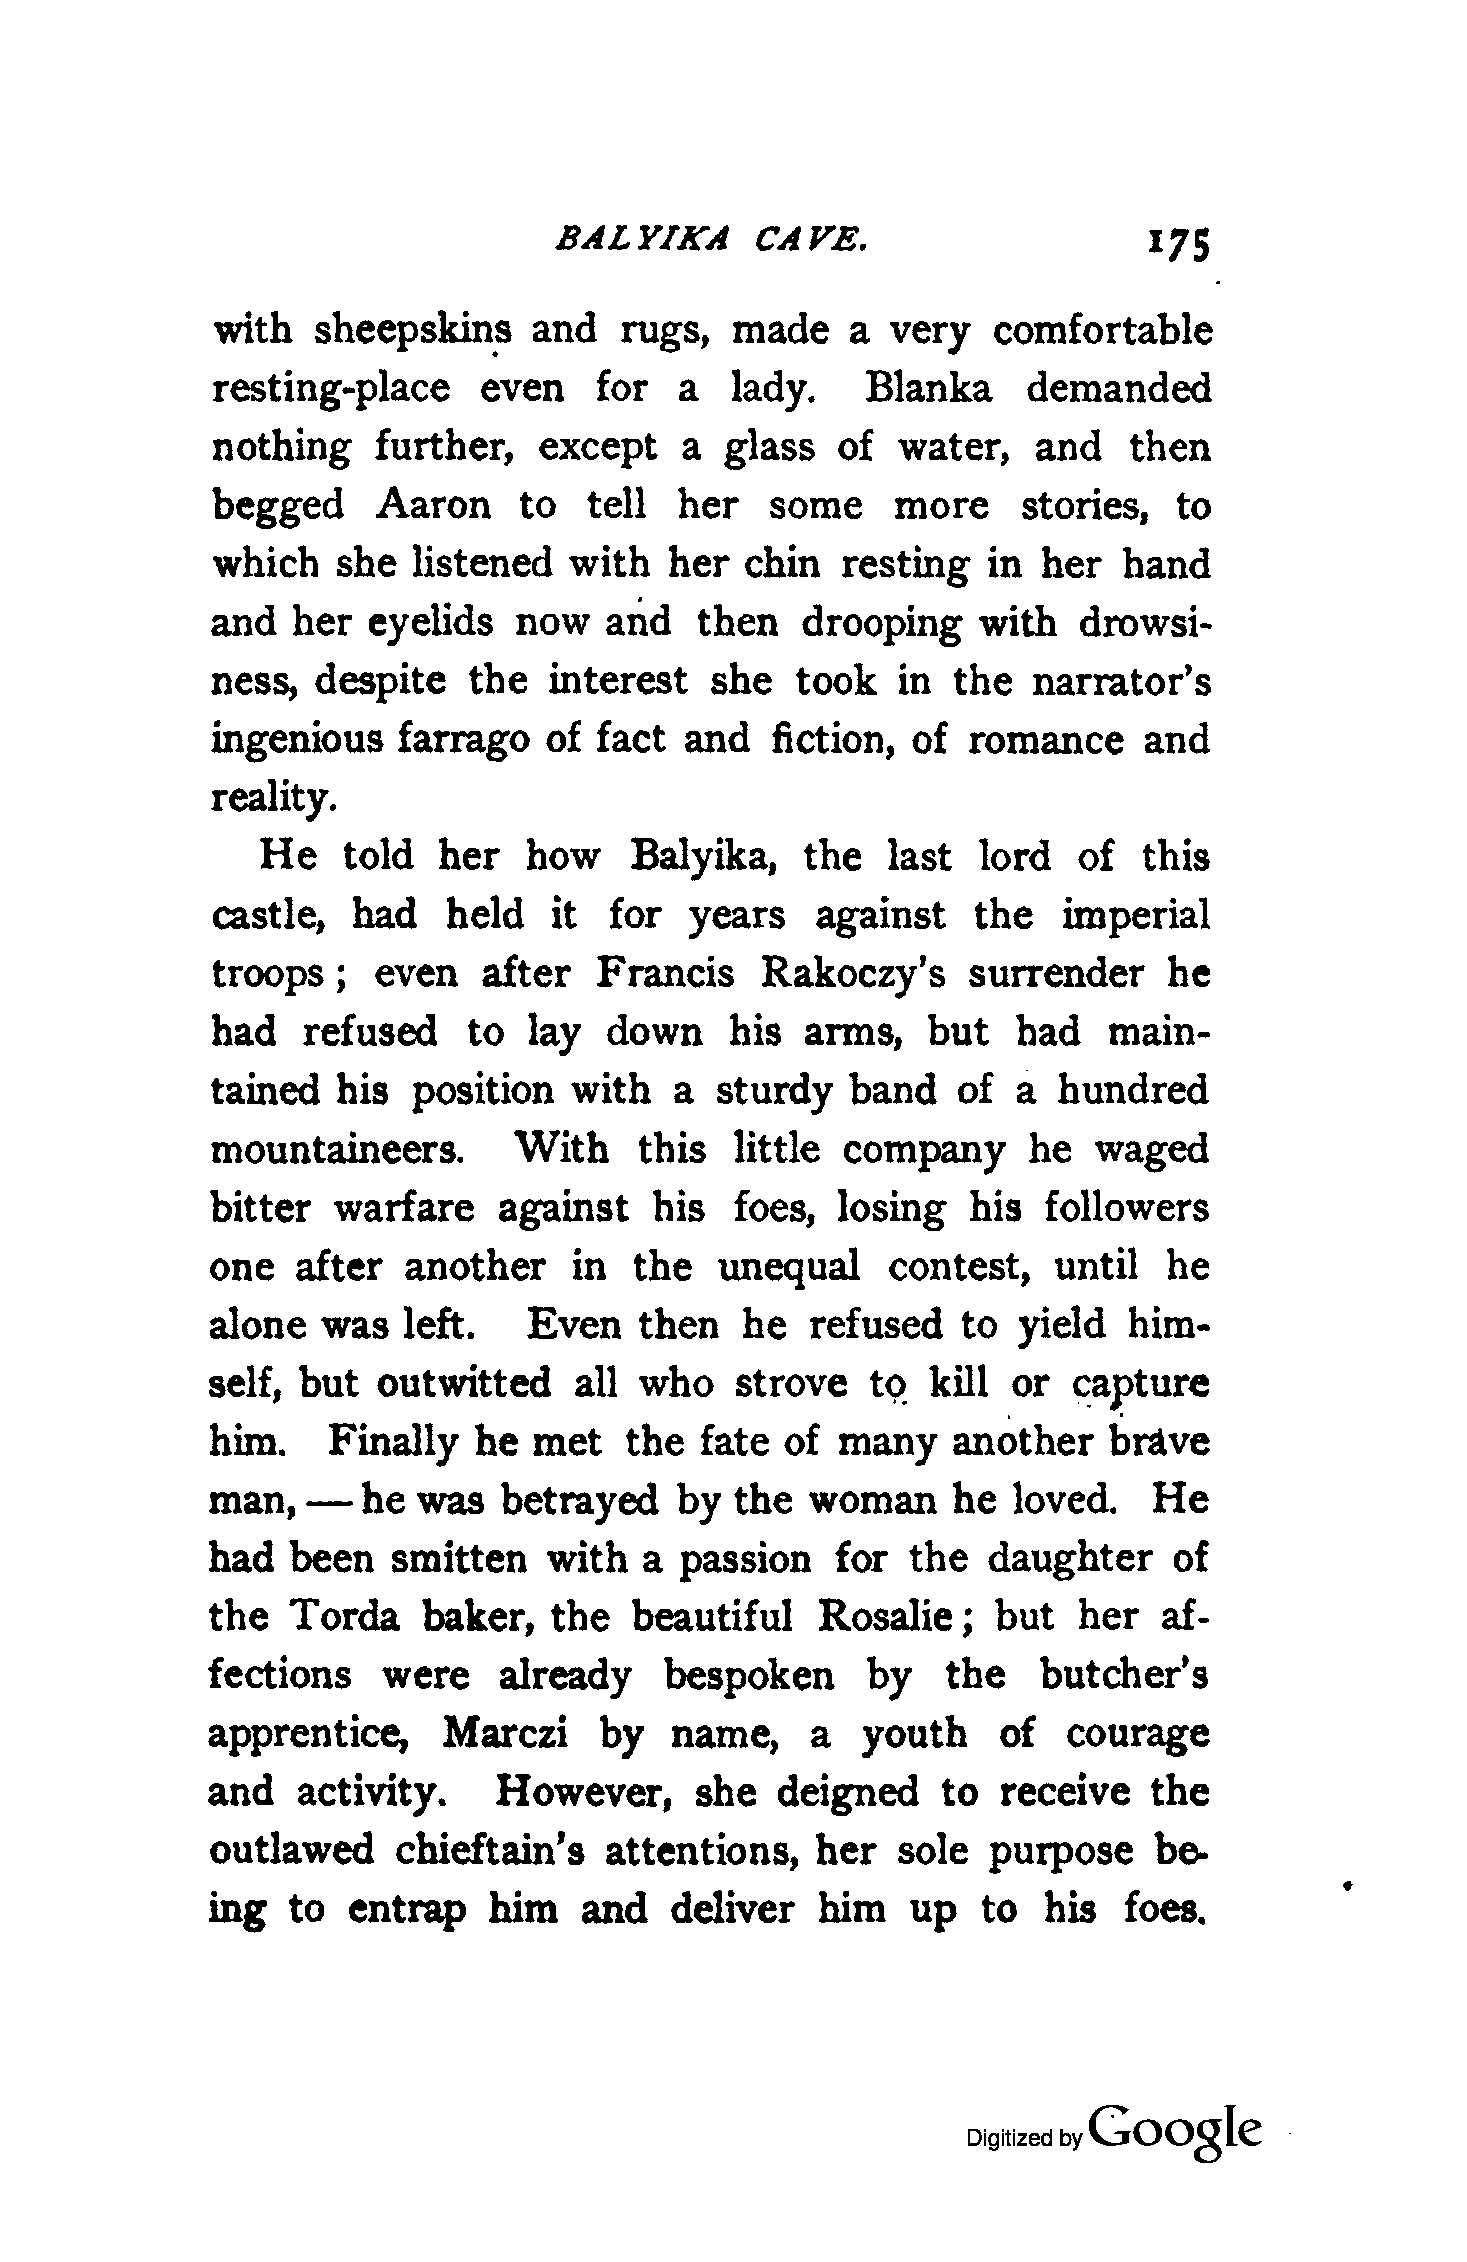 BALYIKA CAVE. 175
with sheepskins and rugs, made a very comfortable
resting-place even for a lady. Blanka demanded
nothing further, except a glass of water, and then
begged Aaron to tell her some more stories, to
which she listened with her chin resting in her hand
and her eyelids now and then drooping with drowsi-
ness, despite the interest she took in the narrator's
ingenious farrago of fact and fiction, of romance and
reality.
He told her how Balyika, the last lord of this
castle, had held it for years against the imperial
troops; even after Francis Rakoczy's surrender he
had refused to lay down his arms, but had main-
tained his position with a sturdy band of a hundred
mountaineers. With this little company he waged
bitter warfare against his foes, losing his followers
one after another in the unequal contest, until he
alone was left. Even then he refused to yield him-
self, but outwitted all who strove to kill or capture
him. Finally he met the fate of many another brave
man, — he was betrayed by the woman he loved. He
had been smitten with a passion for the daughter of
the Torda baker, the beautiful Rosalie; but her af-
fections were already bespoken by the butcher's
apprentice, Marczi by name, a youth of courage
and activity. However, she deigned to receive the
outlawed chieftain's attentions, her sole purpose be-
ing to entrap him and deliver him up to his foes.
Digitized by Google